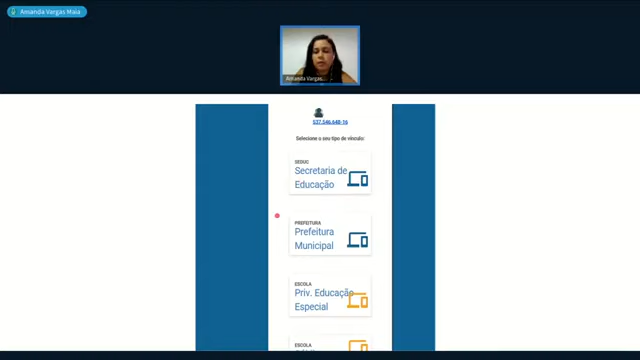 Amanda Vargas Maia
Amanda Vargas...
537.546.648-16
Selecione o seu tipo de vínculo:
SEDUC
Secretaria de
Educação
PREFEITURA
Prefeitura
Municipal
ESCOLA
Priv. Educação
Especial
ESCOLA